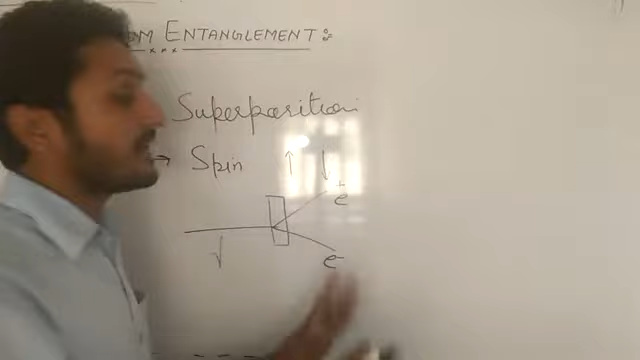 ENTANGLEMENT:
Superposition:
→ Spin ↑ ↓
e+
γ
e-